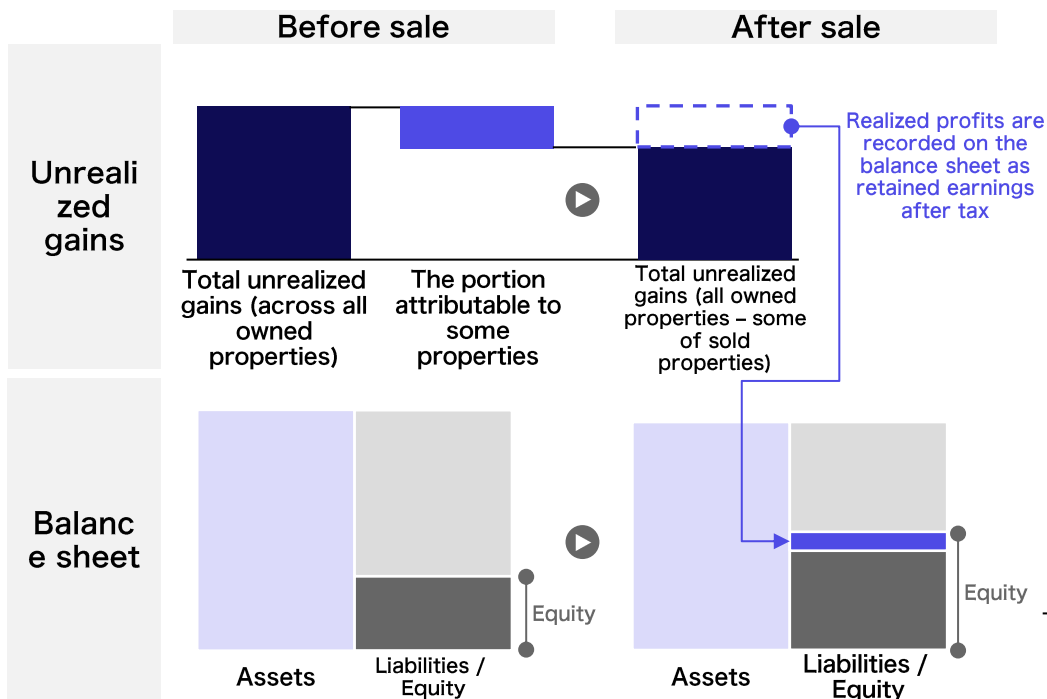 Before sale
After sale
Unreali
zed
gains
Realized profits are
recorded on the
balance sheet as
retained earnings
after tax
Total unrealized
gains (across all
owned
properties)
The portion
attributable to
some
properties
Total unrealized
gains (all owned
properties – some
of sold
properties)
Balanc
e sheet
Equity
Equity
Assets
Liabilities /
Equity
Assets
Liabilities /
Equity